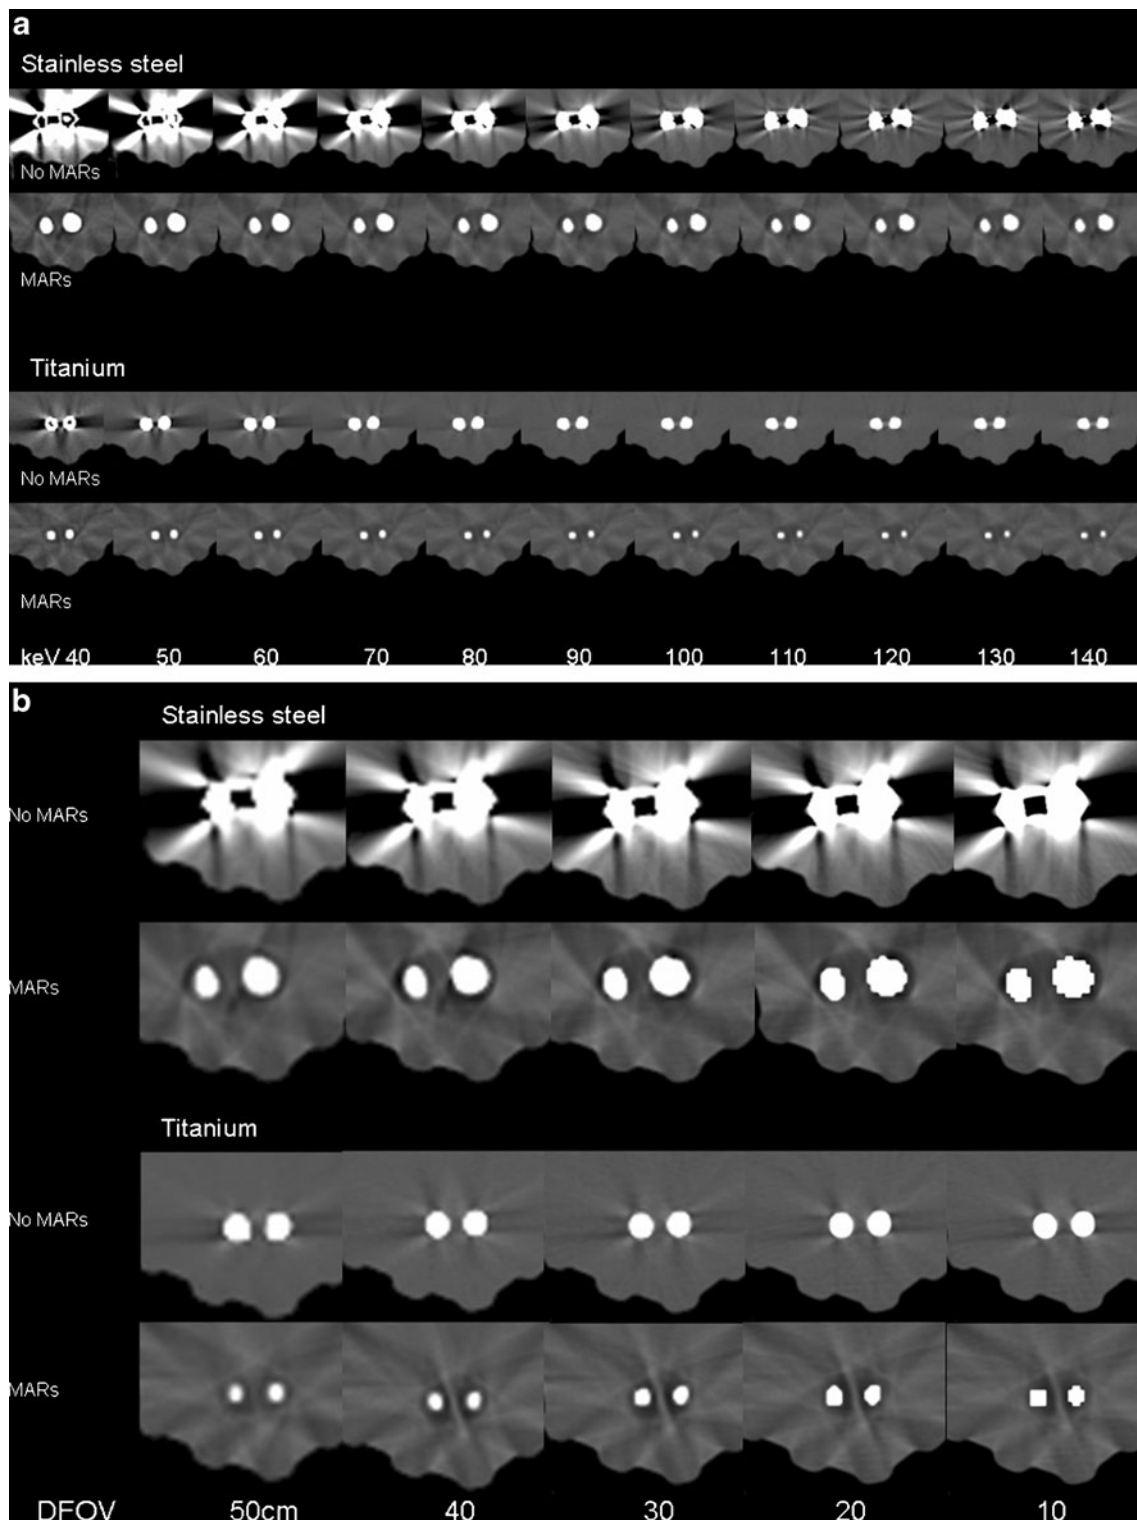 a
Stainless steel
No MARs
MARs
Titanium
No MARs
MARs
keV 40 50 60 70 80 90 100 110 120 130 140
b
Stainless steel
No MARs
MARs
Titanium
No MARs
MARs
DFOV 50cm 40 30 20 10